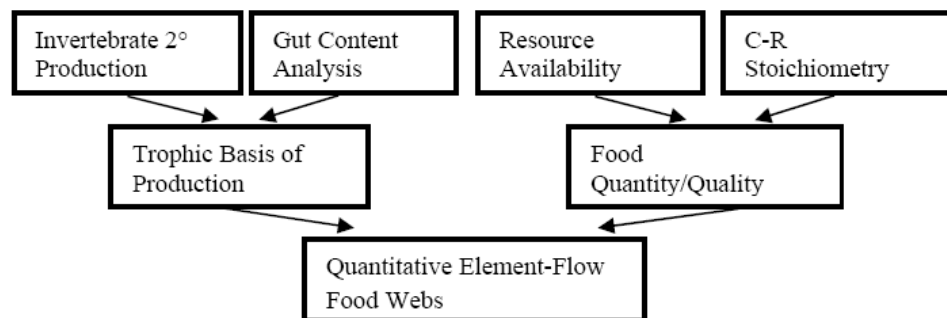 Invertebrate 2°
Production
Gut Content
Analysis
Resource
Availability
C-R
Stoichiometry
Trophic Basis of
Production
Food
Quantity/Quality
Quantitative Element-Flow
Food Webs